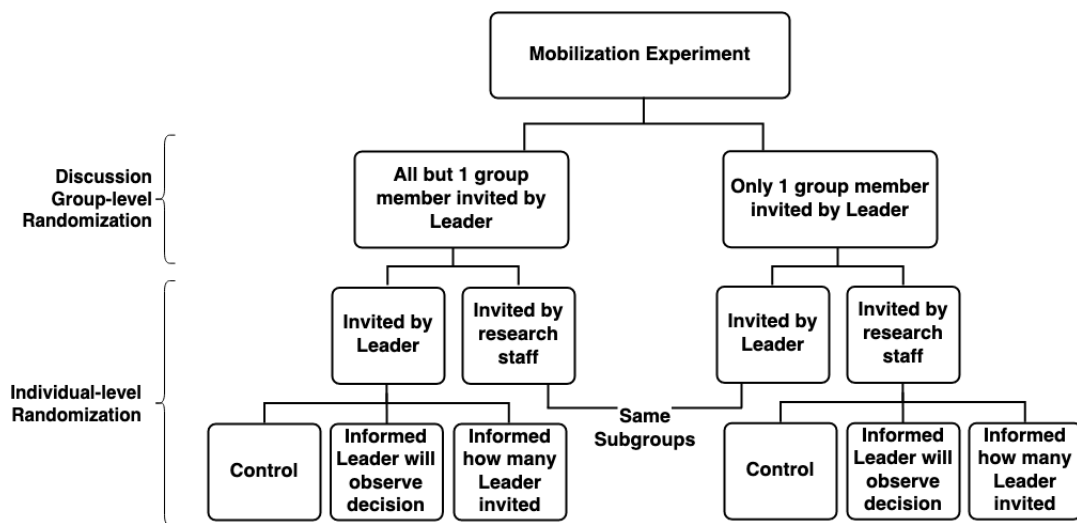 Mobilization Experiment
Discussion
Group-level
Randomization
All but 1 group
member invited by
Leader
Only 1 group member
invited by Leader
Individual-level
Randomization
Invited by
Leader
Invited by
research
staff
Invited by
Leader
Invited by
research
staff
Same
Subgroups
Control
Informed
Leader will
observe
decision
Informed
how many
Leader
invited
Control
Informed
Leader will
observe
decision
Informed
how many
Leader
invited